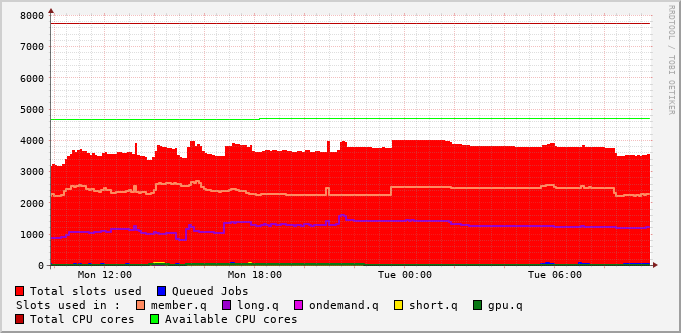 RRDTOOL / TOBI OETIKER
8000
7000
6000
5000
4000
3000
2000
1000
0
Mon 12:00 Mon 18:00 Tue 00:00 Tue 06:00
Total slots used Queued Jobs
Slots used in : member.q long.q ondemand.q short.q gpu.q
Total CPU cores Available CPU cores